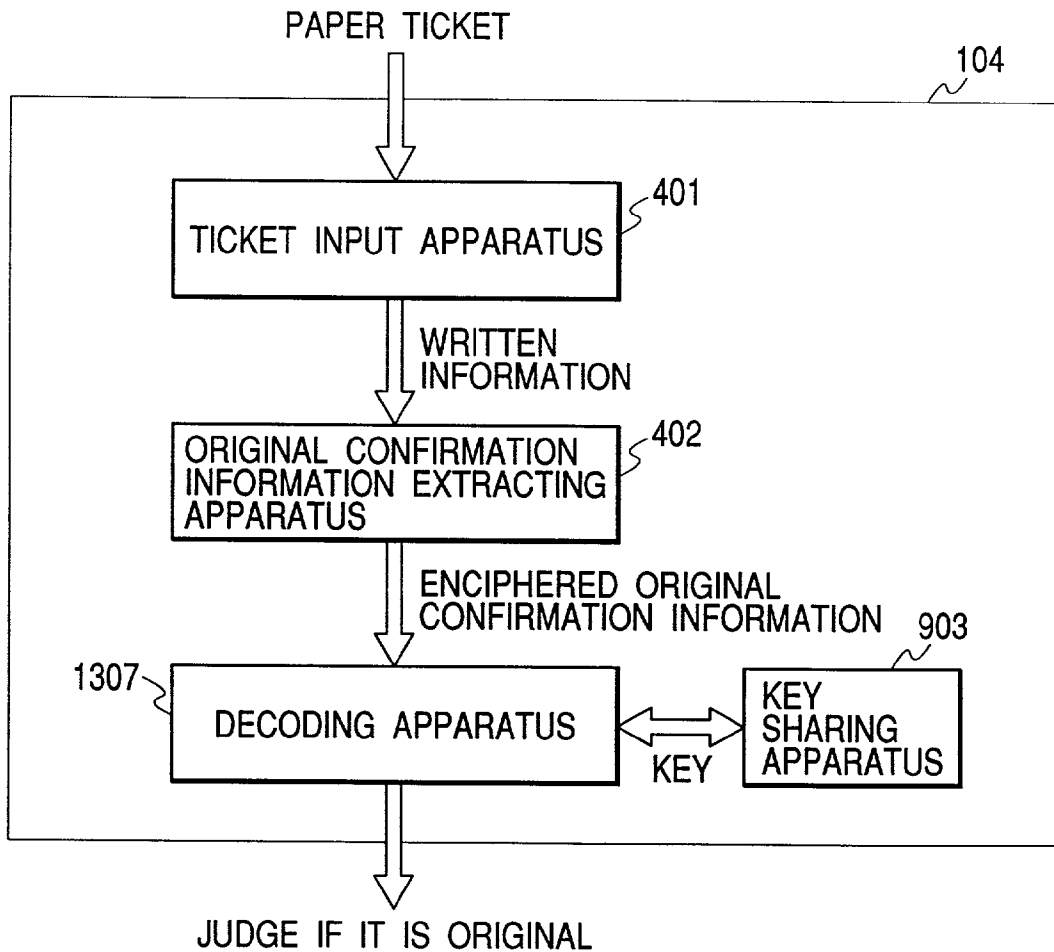 PAPER TICKET
104
401
TICKET INPUT APPARATUS
WRITTEN
INFORMATION
402
ORIGINAL CONFIRMATION
INFORMATION EXTRACTING
APPARATUS
ENCIPHERED ORIGINAL
CONFIRMATION INFORMATION
903
1307
DECODING APPARATUS
KEY
KEY
SHARING
APPARATUS
JUDGE IF IT IS ORIGINAL